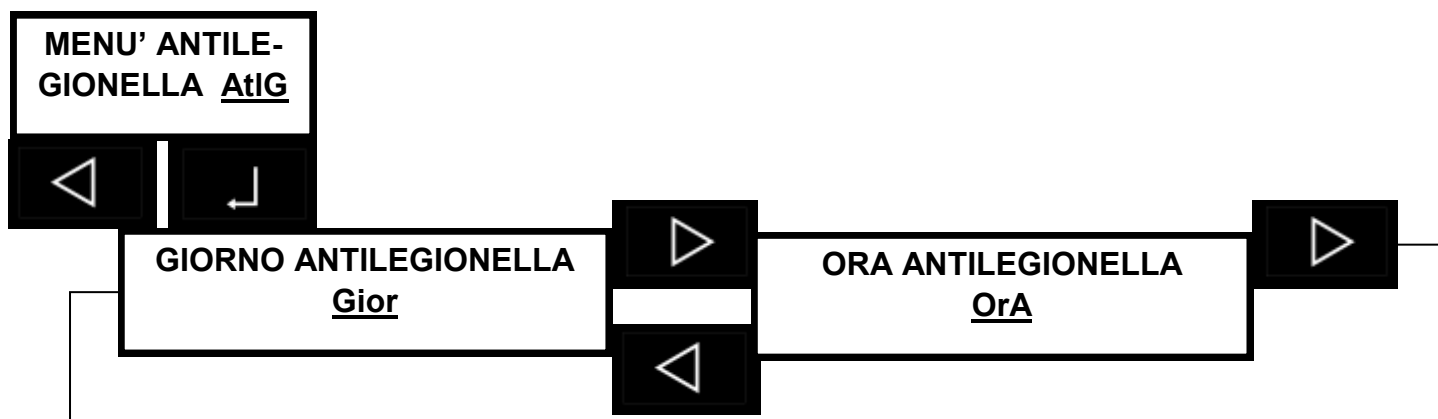 MENU’ ANTILE-
GIONELLA AtIG
GIORNO ANTILEGIONELLA
Gior
ORA ANTILEGIONELLA
OrA